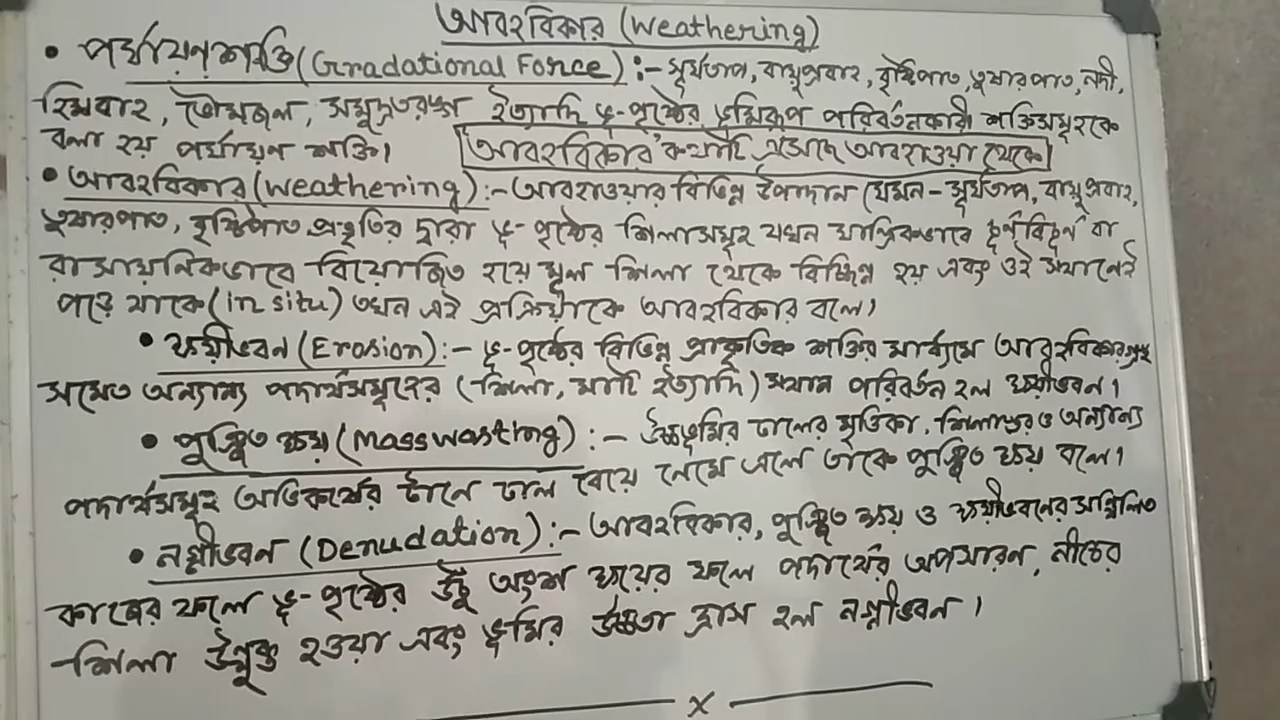 আবহবিকার (Weathering)
• পর্যায়ণ শক্তি (Gradational Force) :- সূর্যতাপ, বায়ুপ্রবাহ, বৃষ্টিপাত, তুষারপাত, নদী,
হিমবাহ, ভৌমজল, সমুদ্রতরঙ্গ ইত্যাদি ভূ-পৃষ্ঠের ভূমিরূপ পরিবর্তনকারী শক্তিসমূহকে
বলা হয় পর্যায়ণ শক্তি। 'আবহবিকার' কথাটি এসেছে আবহাওয়া থেকে।
• আবহবিকার (Weathering) :- আবহাওয়ার বিভিন্ন উপাদান যেমন - সূর্যতাপ, বায়ুপ্রবাহ,
তুষারপাত, বৃষ্টিপাত প্রভৃতির দ্বারা ভূ-পৃষ্ঠের শিলাসমূহ যখন যান্ত্রিকভাবে চূর্ণবিচূর্ণ বা
রাসায়নিকভাবে বিয়োজিত হয়ে মূল শিলা থেকে বিচ্ছিন্ন হয় এবং ওই স্থানেই
পড়ে থাকে (in situ) তখন এই প্রক্রিয়াকে আবহবিকার বলে।
• ক্ষয়ীভবন (Erosion) :- ভূ-পৃষ্ঠের বিভিন্ন প্রাকৃতিক শক্তির মাধ্যমে আবহবিকারগ্রস্থ
সমেত অন্যান্য পদার্থসমূহের (শিলা, মাটি ইত্যাদি) স্থান পরিবর্তন হল ক্ষয়ীভবন।
• পুঞ্জিত ক্ষয় (Mass wasting) :- উচ্চভূমির ঢালের মৃত্তিকা, শিলাস্তর ও অন্যান্য
পদার্থসমূহ অভিকর্ষের টানে ঢাল বেয়ে নেমে এলে তাকে পুঞ্জিত ক্ষয় বলে।
• নগ্নীভবন (Denudation) :- আবহবিকার, পুঞ্জিত ক্ষয় ও ক্ষয়ীভবনের সম্মিলিত
কাজের ফলে ভূ-পৃষ্ঠের উঁচু অংশ ক্ষয়ের ফলে পদার্থের অপসারন, নীচের
শিলা উন্মুক্ত হওয়া এবং ভূমির উচ্চতা হ্রাস হল নগ্নীভবন।
x